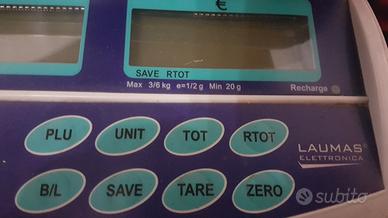 €
SAVE RTOT
Max 3/6 kg e=1/2 g Min 20 g
Recharge
PLU UNIT TOT RTOT
LAUMAS®
ELETTRONICA
B/L SAVE TARE ZERO
subito